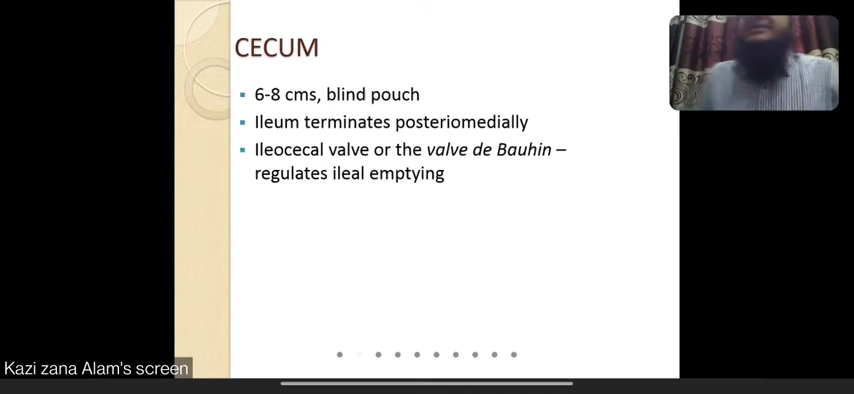 CECUM
6-8 cms, blind pouch
Ileum terminates posteriomedially
Ileocecal valve or the valve de Bauhin –
regulates ileal emptying
Kazi zana Alam's screen